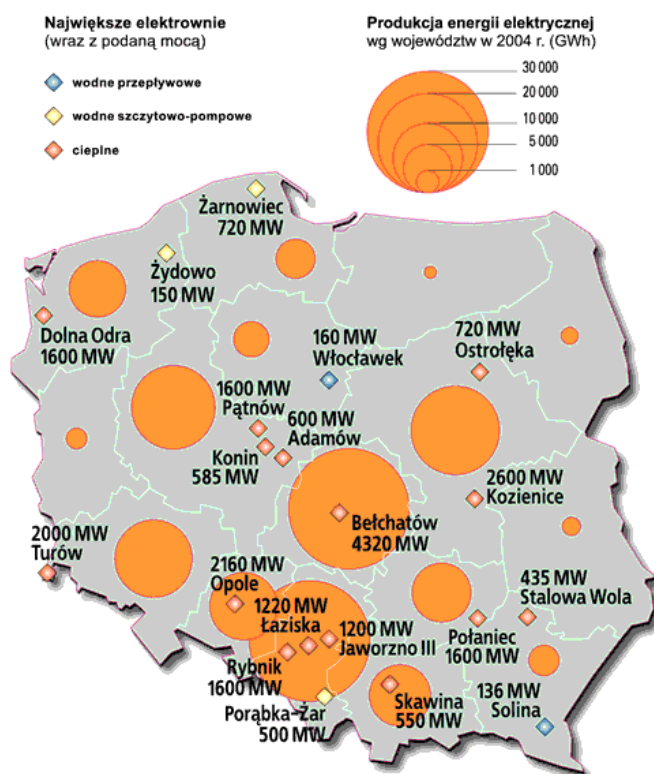 Największe elektrownie
(wraz z podaną mocą)
wodne przepływowe
wodne szczytowo-pompowe
cieplne
Produkcja energii elektrycznej
wg województw w 2004 r. (GWh)
30 000
20 000
10 000
5 000
1 000
Żarnowiec
720 MW
Żydowo
150 MW
Dolna Odra
1600 MW
160 MW
Włocławek
720 MW
Ostrołęka
1600 MW
Pątnów
600 MW
Adamów
Konin
585 MW
2600 MW
Kozienice
Bełchatów
4320 MW
2000 MW
Turów
2160 MW
Opole
435 MW
Stalowa Wola
1220 MW
Łaziska
1200 MW
Jaworzno III
Połaniec
1600 MW
Rybnik
1600 MW
Skawina
550 MW
136 MW
Solina
Porąbka-Żar
500 MW